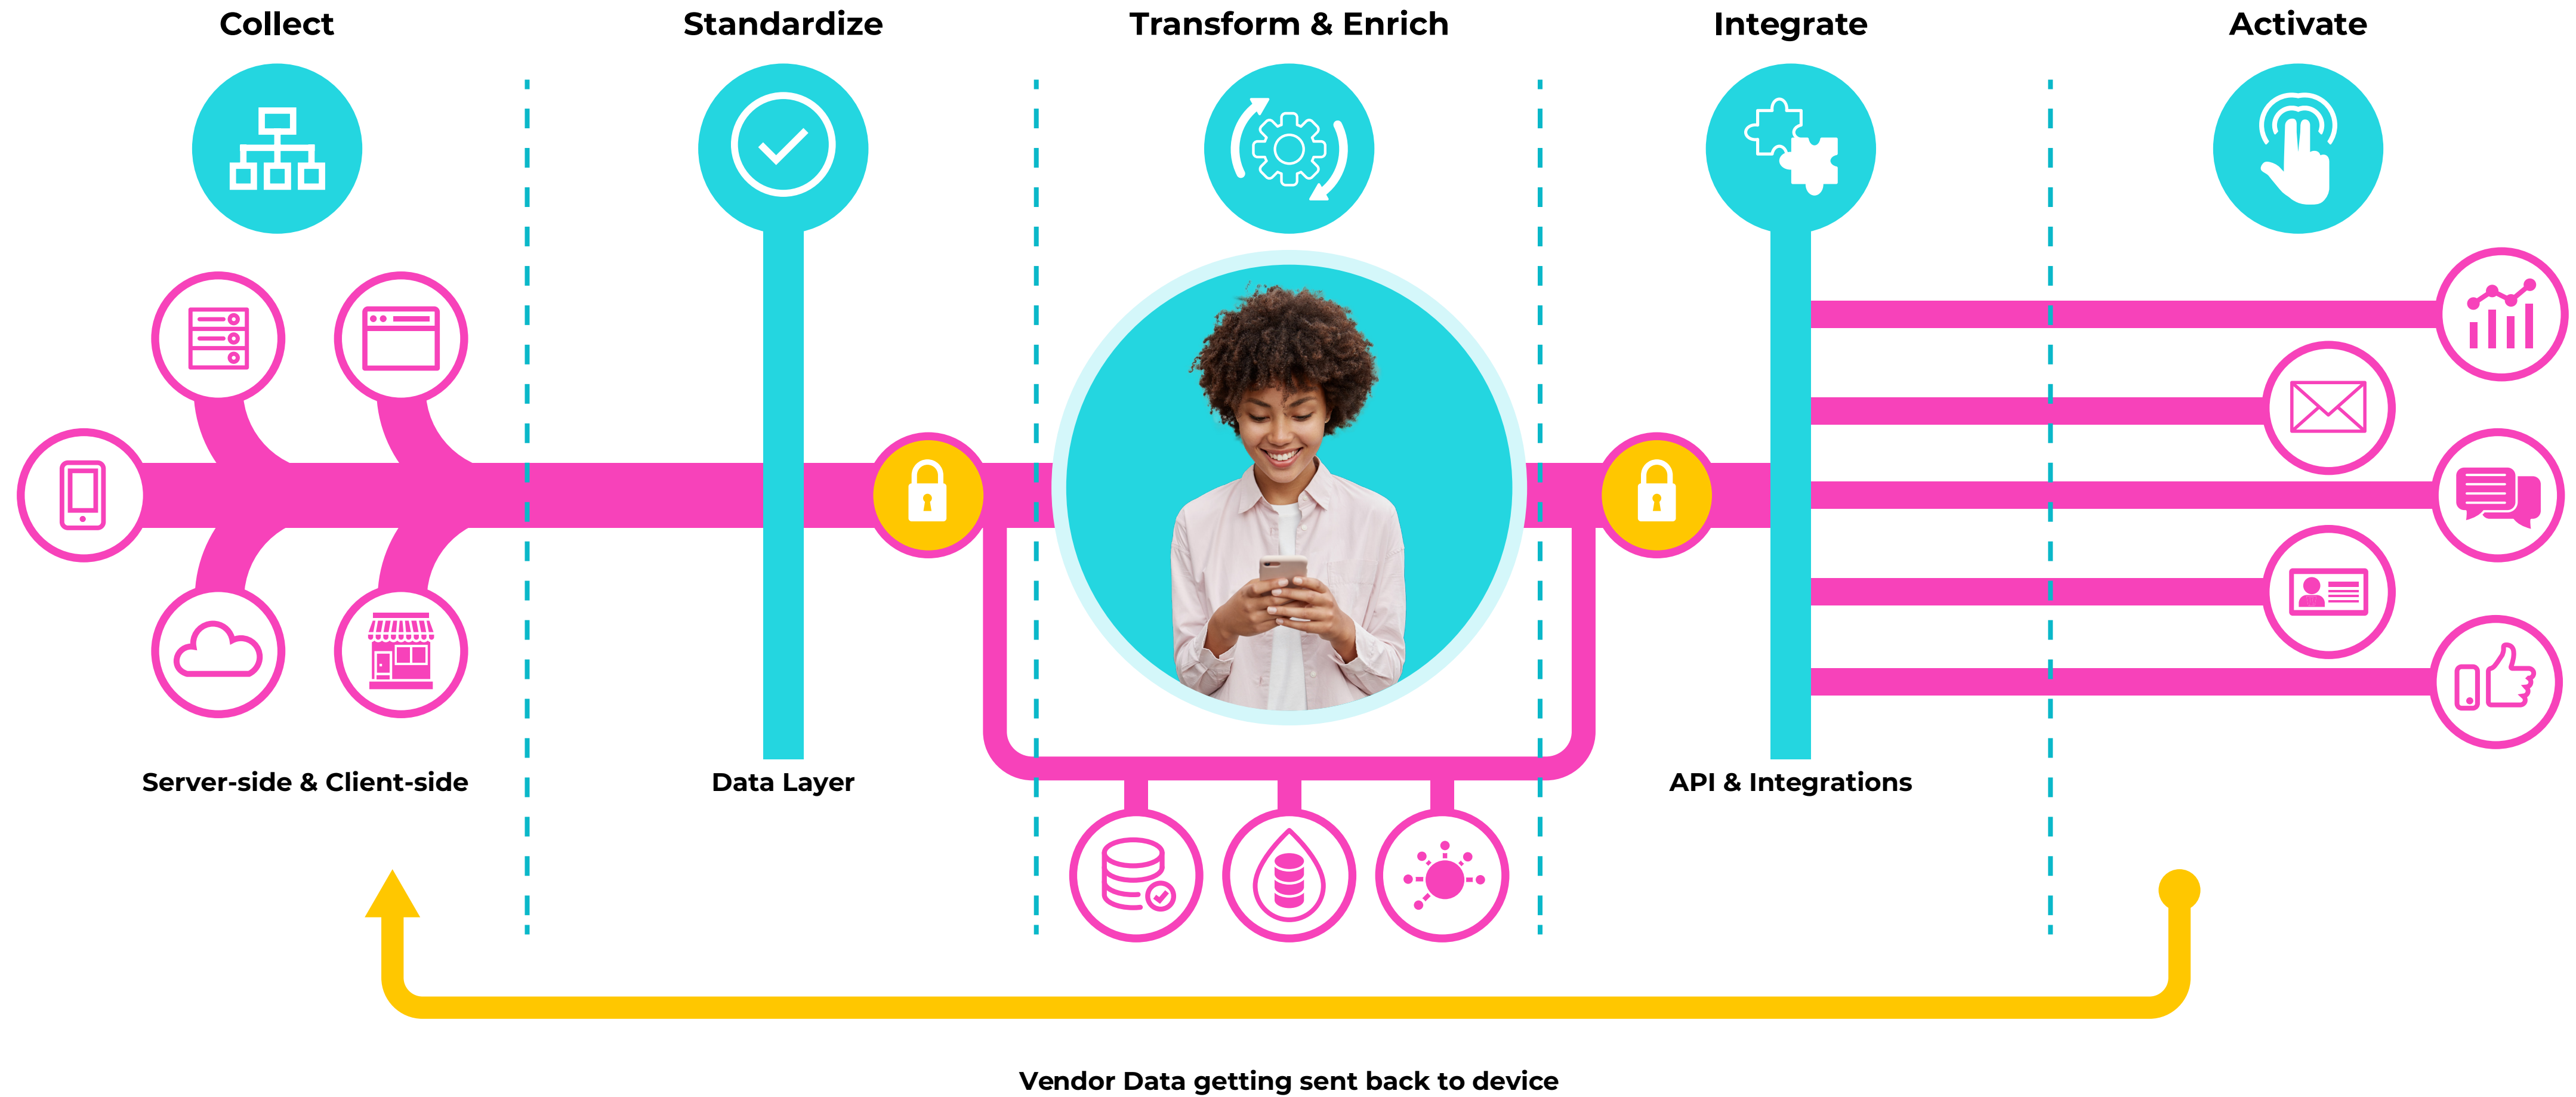 Collect
Standardize
Transform & Enrich
Integrate
Activate
Server-side & Client-side
Data Layer
API & Integrations
Vendor Data getting sent back to device